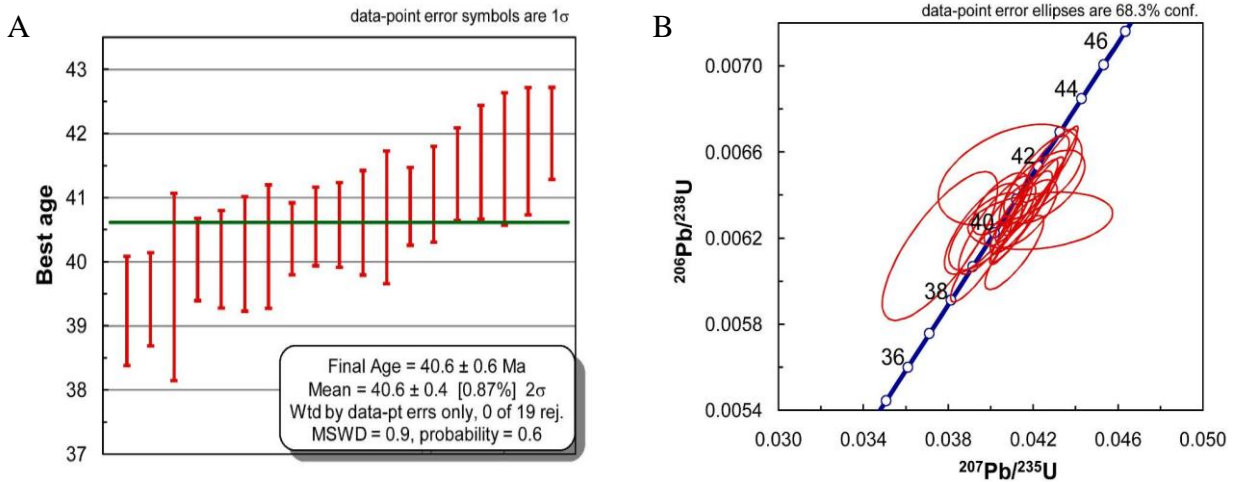 A
data-point error symbols are 1σ
Best age
43
42
41
40
39
38
37
Final Age = 40.6 ± 0.6 Ma
Mean = 40.6 ± 0.4 [0.87%] 2σ
Wtd by data-pt errs only, 0 of 19 rej.
MSWD = 0.9, probability = 0.6
B
data-point error ellipses are 68.3% conf.
206Pb/238U
0.0070
0.0066
0.0062
0.0058
0.0054
46
44
42
40
38
36
0.030
0.034
0.038
0.042
0.046
0.050
207Pb/235U